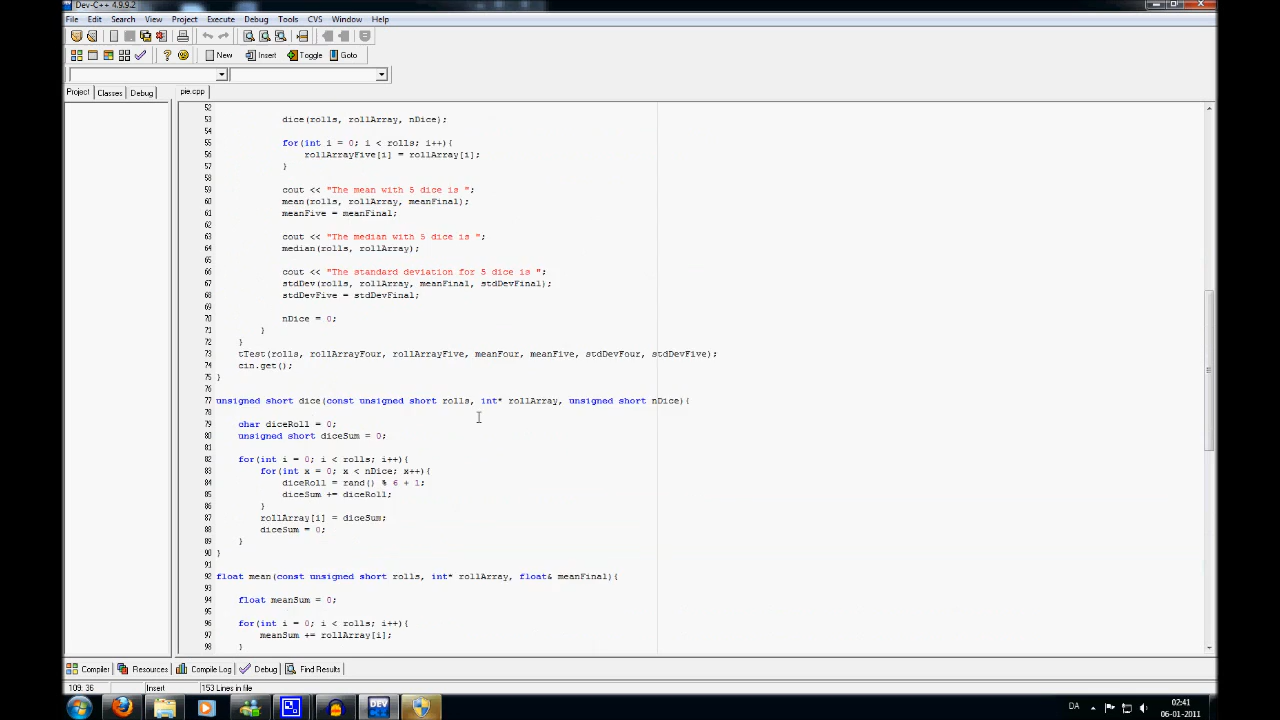 Dev-C++ 4.9.9.2
File Edit Search View Project Execute Debug Tools CVS Window Help
New Insert Toggle Goto
Project Classes Debug pie.cpp
52
53 dice(rolls, rollArray, nDice);
54
55 for(int i = 0; i < rolls; i++){
56 rollArrayFive[i] = rollArray[i];
57 }
58
59 cout << "The mean with 5 dice is ";
60 mean(rolls, rollArray, meanFinal);
61 meanFive = meanFinal;
62
63 cout << "The median with 5 dice is ";
64 median(rolls, rollArray);
65
66 cout << "The standard deviation for 5 dice is ";
67 stdDev(rolls, rollArray, meanFinal, stdDevFinal);
68 stdDevFive = stdDevFinal;
69
70 nDice = 0;
71 }
72 }
73 tTest(rolls, rollArrayFour, rollArrayFive, meanFour, meanFive, stdDevFour, stdDevFive);
74 cin.get();
75 }
76
77 unsigned short dice(const unsigned short rolls, int* rollArray, unsigned short nDice){
78
79 char diceRoll = 0;
80 unsigned short diceSum = 0;
81
82 for(int i = 0; i < rolls; i++){
83 for(int x = 0; x < nDice; x++){
84 diceRoll = rand() % 6 + 1;
85 diceSum += diceRoll;
86 }
87 rollArray[i] = diceSum;
88 diceSum = 0;
89 }
90 }
91
92 float mean(const unsigned short rolls, int* rollArray, float& meanFinal){
93
94 float meanSum = 0;
95
96 for(int i = 0; i < rolls; i++){
97 meanSum += rollArray[i];
98 }
Compiler Resources Compile Log Debug Find Results
109: 36 Insert 153 Lines in file
DEV DA 02:41
06-01-2011